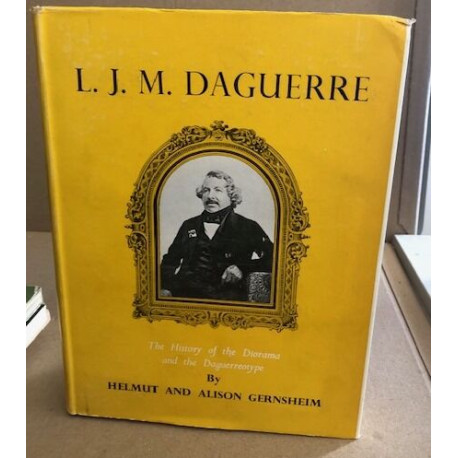 L. J. M. DAGUERRE
The History of the Diorama
and the Daguerreotype
By
HELMUT AND ALISON GERNSHEIM